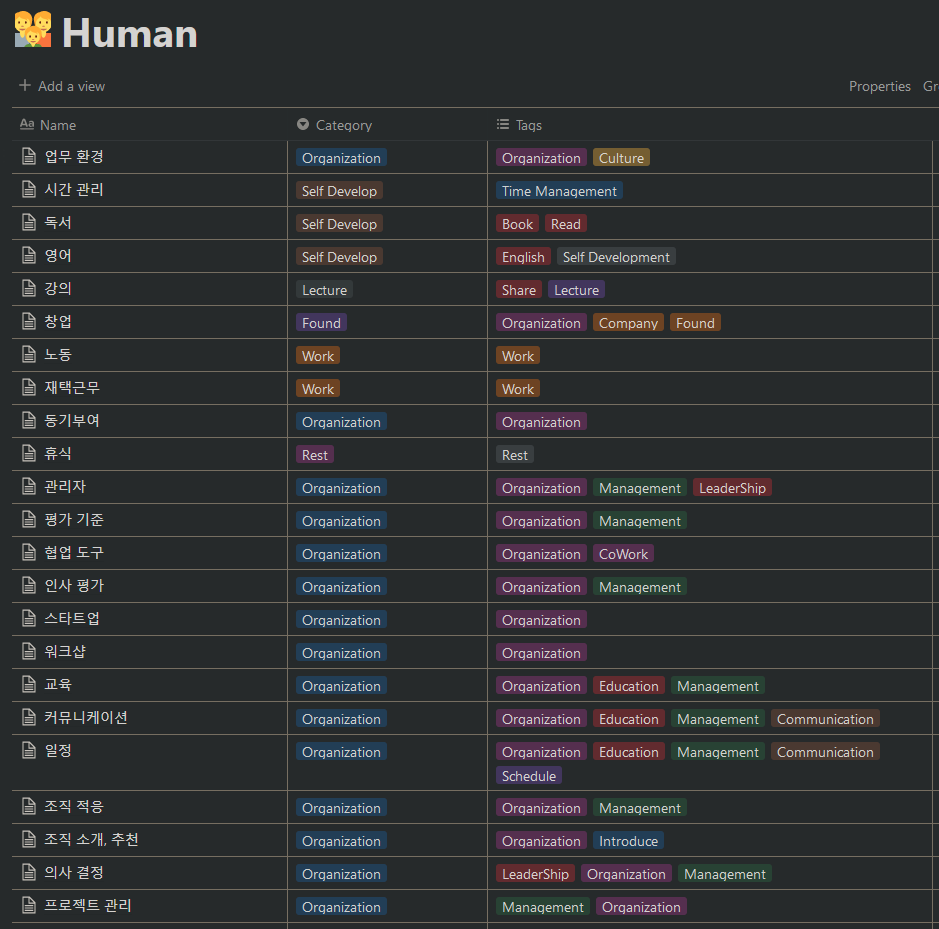 Human
Add a view Properties Gr
Aa Name Category Tags
업무 환경 Organization Organization Culture
시간 관리 Self Develop Time Management
독서 Self Develop Book Read
영어 Self Develop English Self Development
강의 Lecture Share Lecture
창업 Found Organization Company Found
노동 Work Work
재택근무 Work Work
동기부여 Organization Organization
휴식 Rest Rest
관리자 Organization Organization Management LeaderShip
평가 기준 Organization Organization Management
협업 도구 Organization Organization CoWork
인사 평가 Organization Organization Management
스타트업 Organization Organization
워크샵 Organization Organization
교육 Organization Organization Education Management
커뮤니케이션 Organization Organization Education Management Communication
일정 Organization Organization Education Management Communication
Schedule
조직 적응 Organization Organization Management
조직 소개, 추천 Organization Organization Introduce
의사 결정 Organization LeaderShip Organization Management
프로젝트 관리 Organization Management Organization